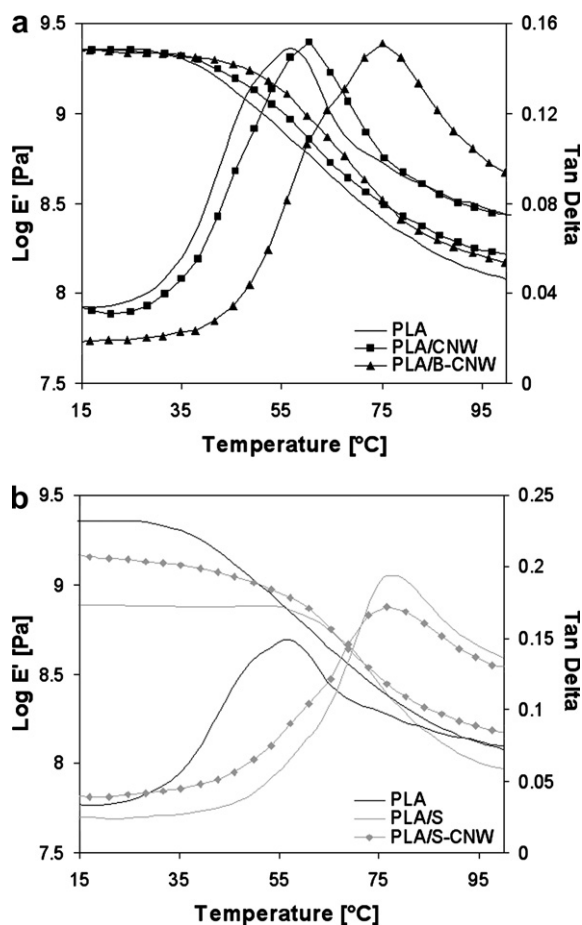 a
9.5
9
8.5
8
7.5
Log E' [Pa]
0.16
0.12
0.08
0.04
0
Tan Delta
PLA
PLA/CNW
PLA/B-CNW
15
35
55
75
95
Temperature [ºC]
b
9.5
9
8.5
8
7.5
Log E' [Pa]
0.25
0.2
0.15
0.1
0.05
0
Tan Delta
PLA
PLA/S
PLA/S-CNW
15
35
55
75
95
Temperature [ºC]